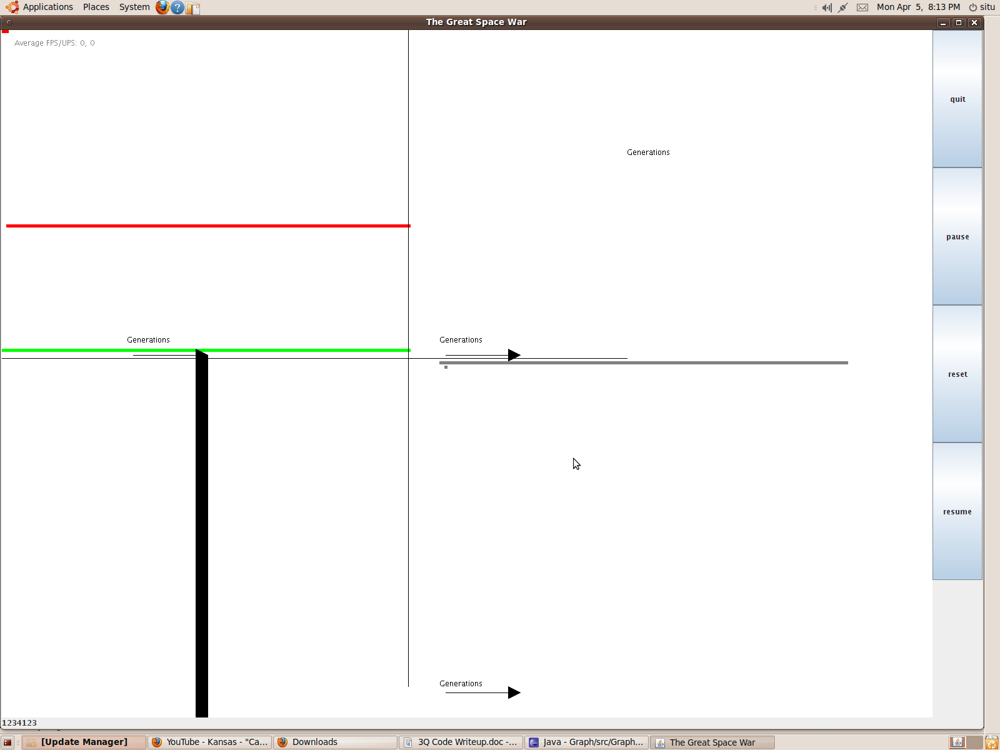 Applications Places System ? Mon Apr 5, 8:13 PM situ
The Great Space War
Average FPS/UPS: 0, 0
quit
Generations
pause
Generations Generations
reset
resume
Generations
1234123
[Update Manager] YouTube - Kansas - "Ca... Downloads 3Q Code Writeup.doc -... Java - Graph/src/Graph... The Great Space War